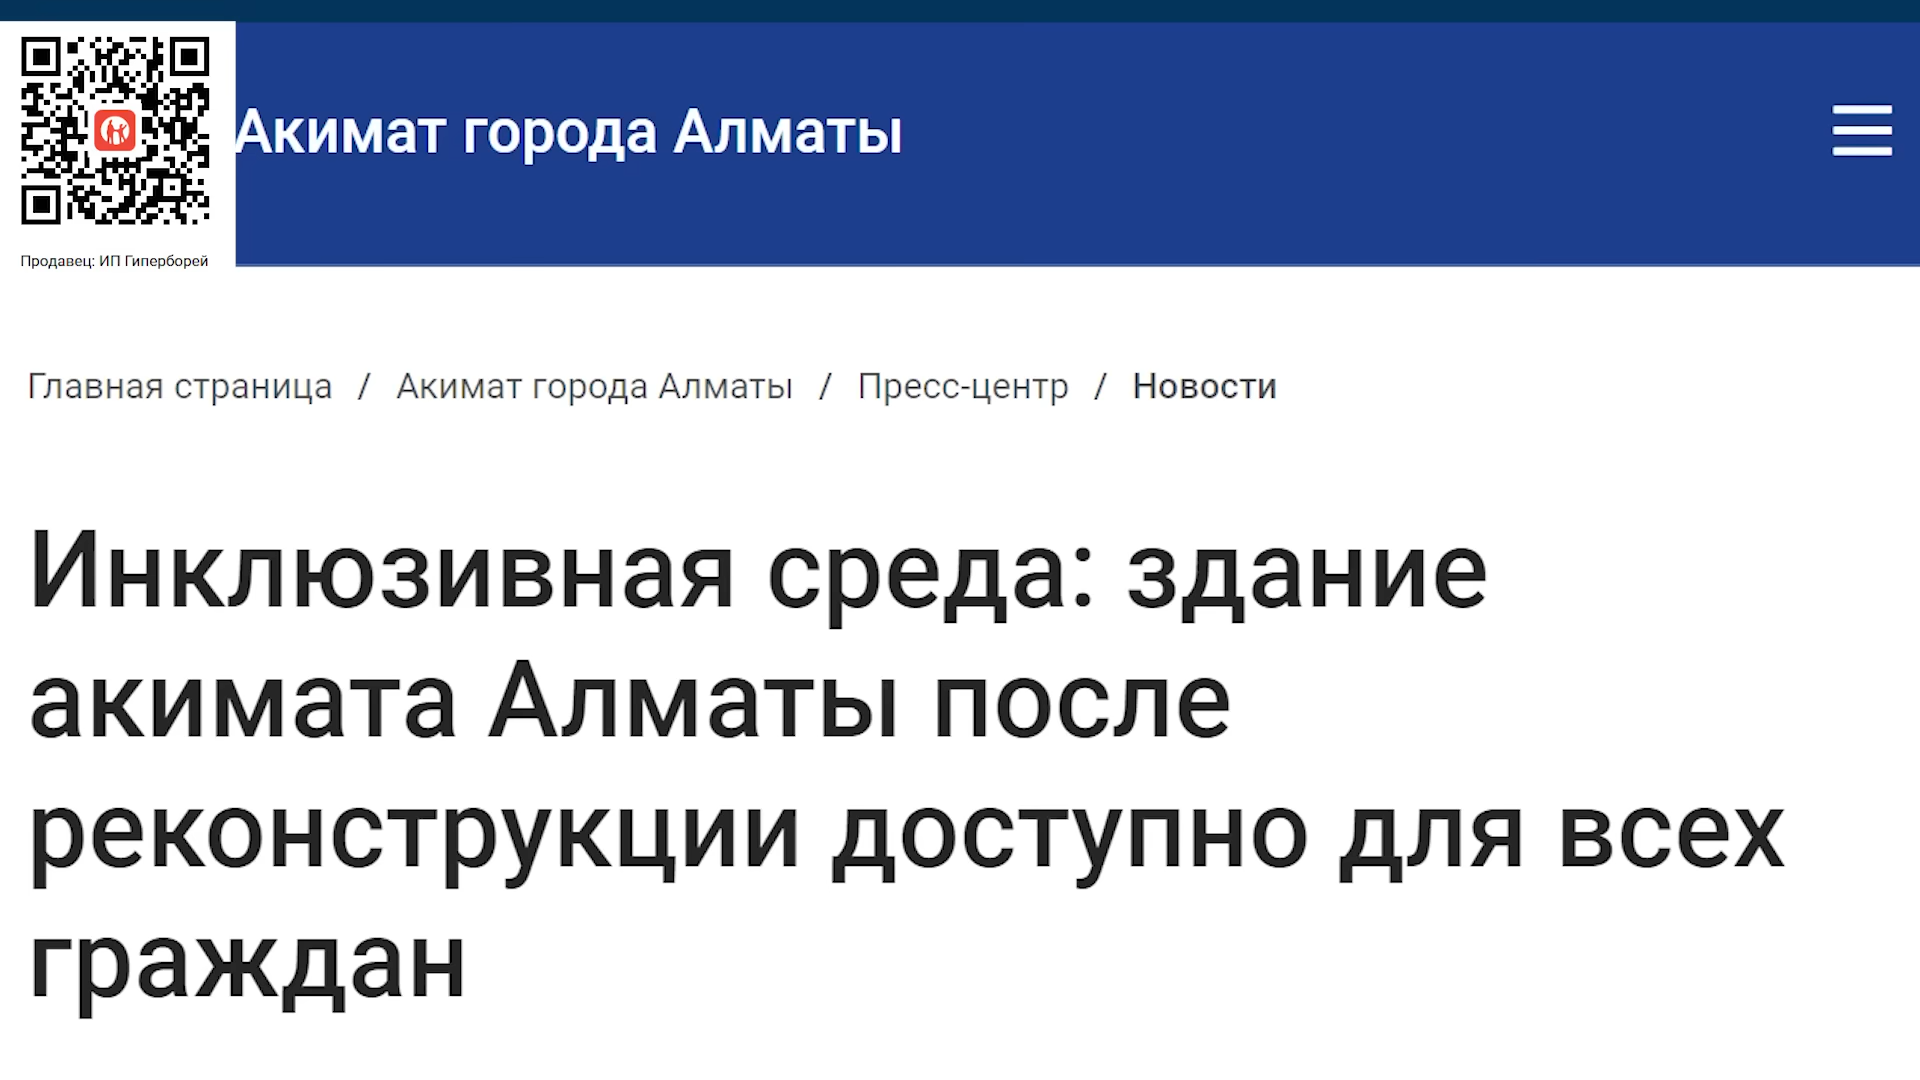 Акимат города Алматы
Продавец: ИП Гиперборей
Главная страница / Акимат города Алматы / Пресс-центр / Новости
Инклюзивная среда: здание
акимата Алматы после
реконструкции доступно для всех
граждан